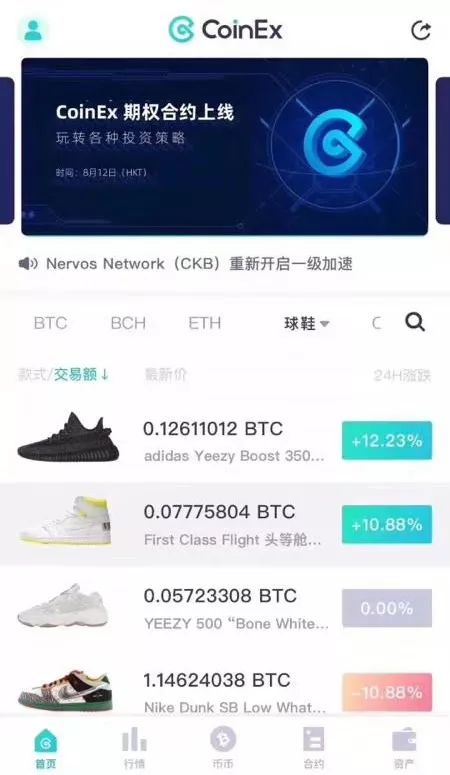 CoinEx
CoinEx 期权合约上线
玩转各种投资策略
时间：8月12日（HKT）
Nervos Network（CKB）重新开启一级加速
BTC BCH ETH 球鞋
款式/交易额↓ 最新价 24H涨跌
0.12611012 BTC
adidas Yeezy Boost 350...
+12.23%
0.07775804 BTC
First Class Flight 头等舱...
+10.88%
0.05723308 BTC
YEEZY 500 “Bone White...
0.00%
1.14624038 BTC
Nike Dunk SB Low What...
-10.88%
首页 行情 币币 合约 资产